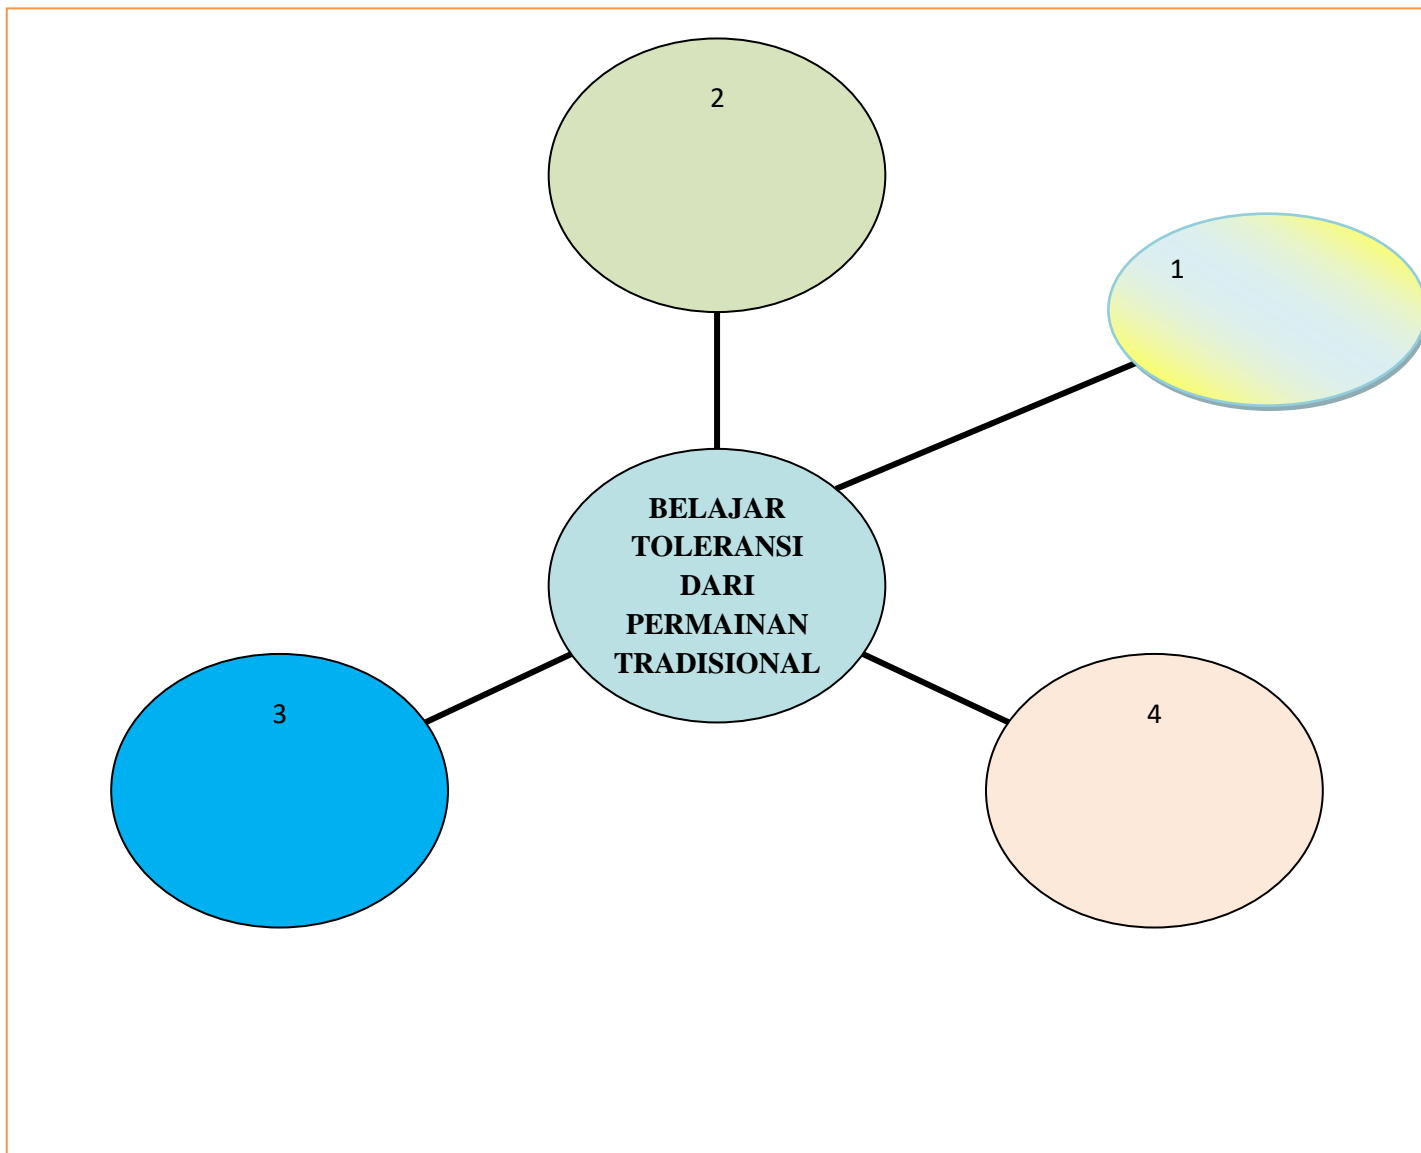 2
1
BELAJAR
TOLERANSI
DARI
PERMAINAN
TRADISIONAL
3
4